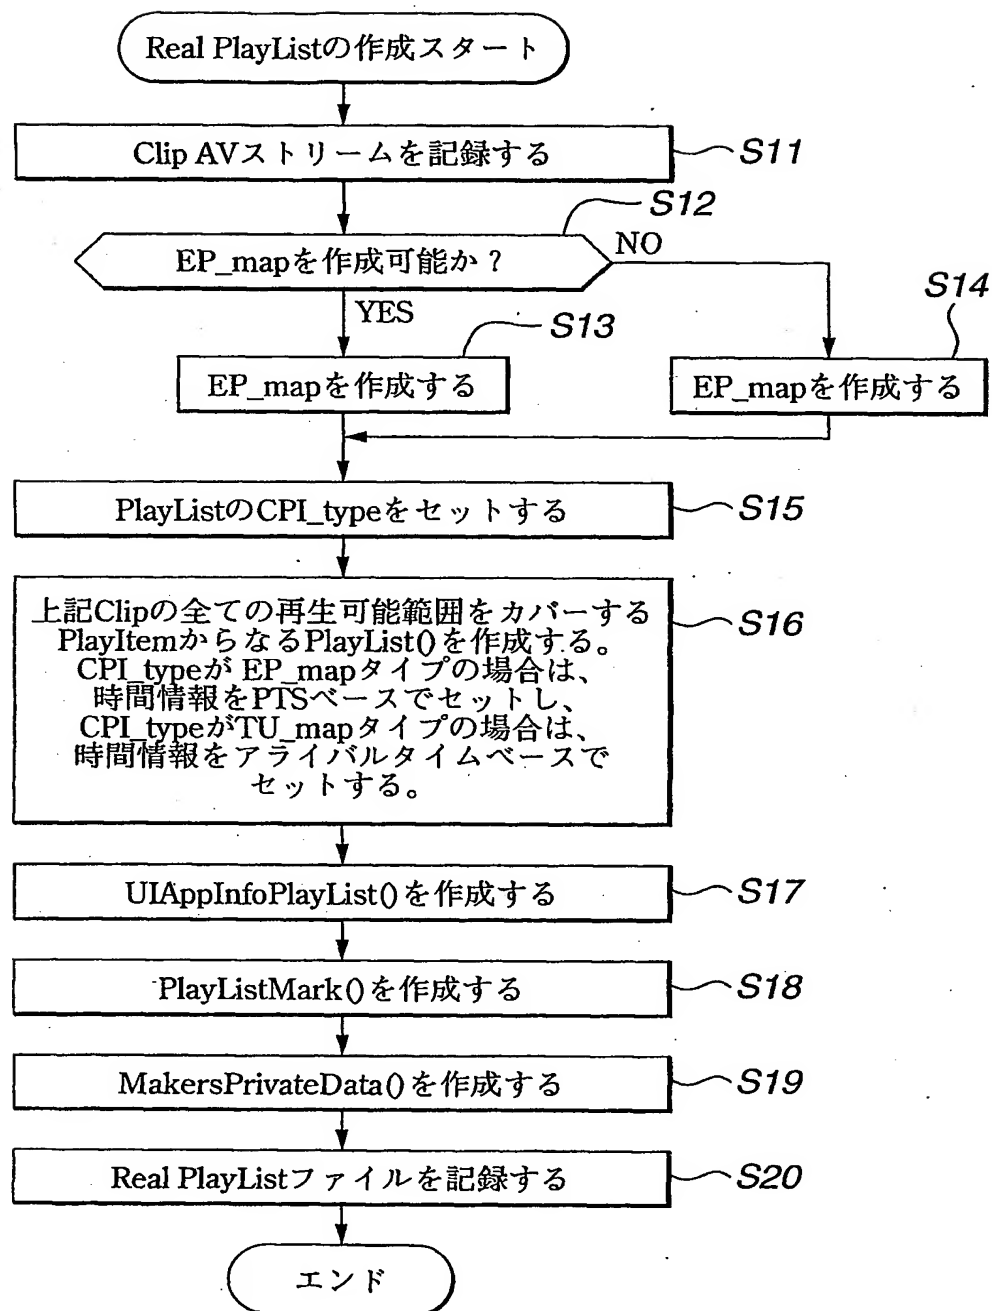 Real PlayListの作成スタート
Clip AVストリームを記録する
S11
S12
EP_mapを作成可能か？
NO
YES
S13
S14
EP_mapを作成する
EP_mapを作成する
PlayListのCPI_typeをセットする
S15
上記Clipの全ての再生可能範囲をカバーする
PlayItemからなるPlayList()を作成する。
CPI_typeが EP_mapタイプの場合は、
時間情報をPTSベースでセットし、
CPI_typeがTU_mapタイプの場合は、
時間情報をアライバルタイムベースで
セットする。
S16
UIAppInfoPlayList()を作成する
S17
PlayListMark()を作成する
S18
MakersPrivateData()を作成する
S19
Real PlayListファイルを記録する
S20
エンド